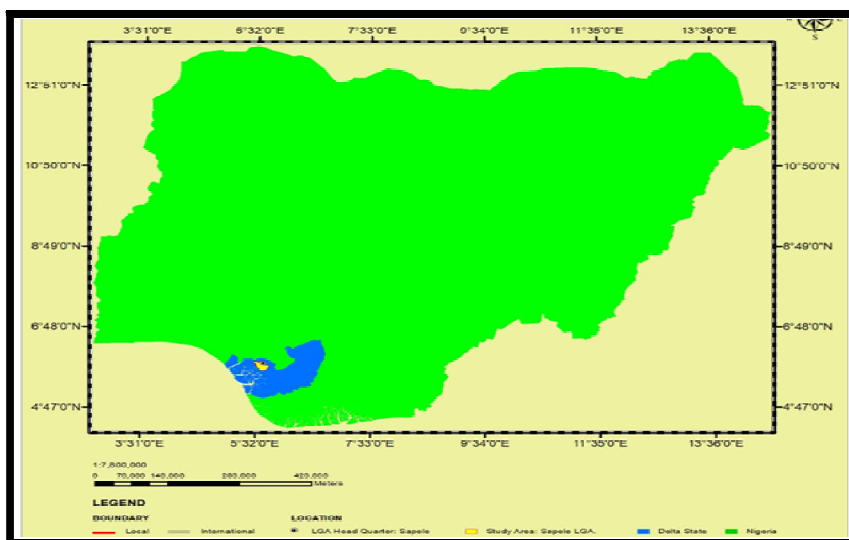 S
3°31'0"E 5°32'0"E 7°33'0"E 9°34'0"E 11°35'0"E 13°36'0"E
12°51'0"N 12°51'0"N
10°50'0"N 10°50'0"N
8°49'0"N 8°49'0"N
6°48'0"N 6°48'0"N
4°47'0"N 4°47'0"N
3°31'0"E 5°32'0"E 7°33'0"E 9°34'0"E 11°35'0"E 13°36'0"E
1:7,800,000
0 70,000 140,000 280,000 420,000
Meters
LEGEND
BOUNDARY LOCATION
Local International LGA Head Quarter: Sapele Study Area: Sapele LGA. Delta State Nigeria